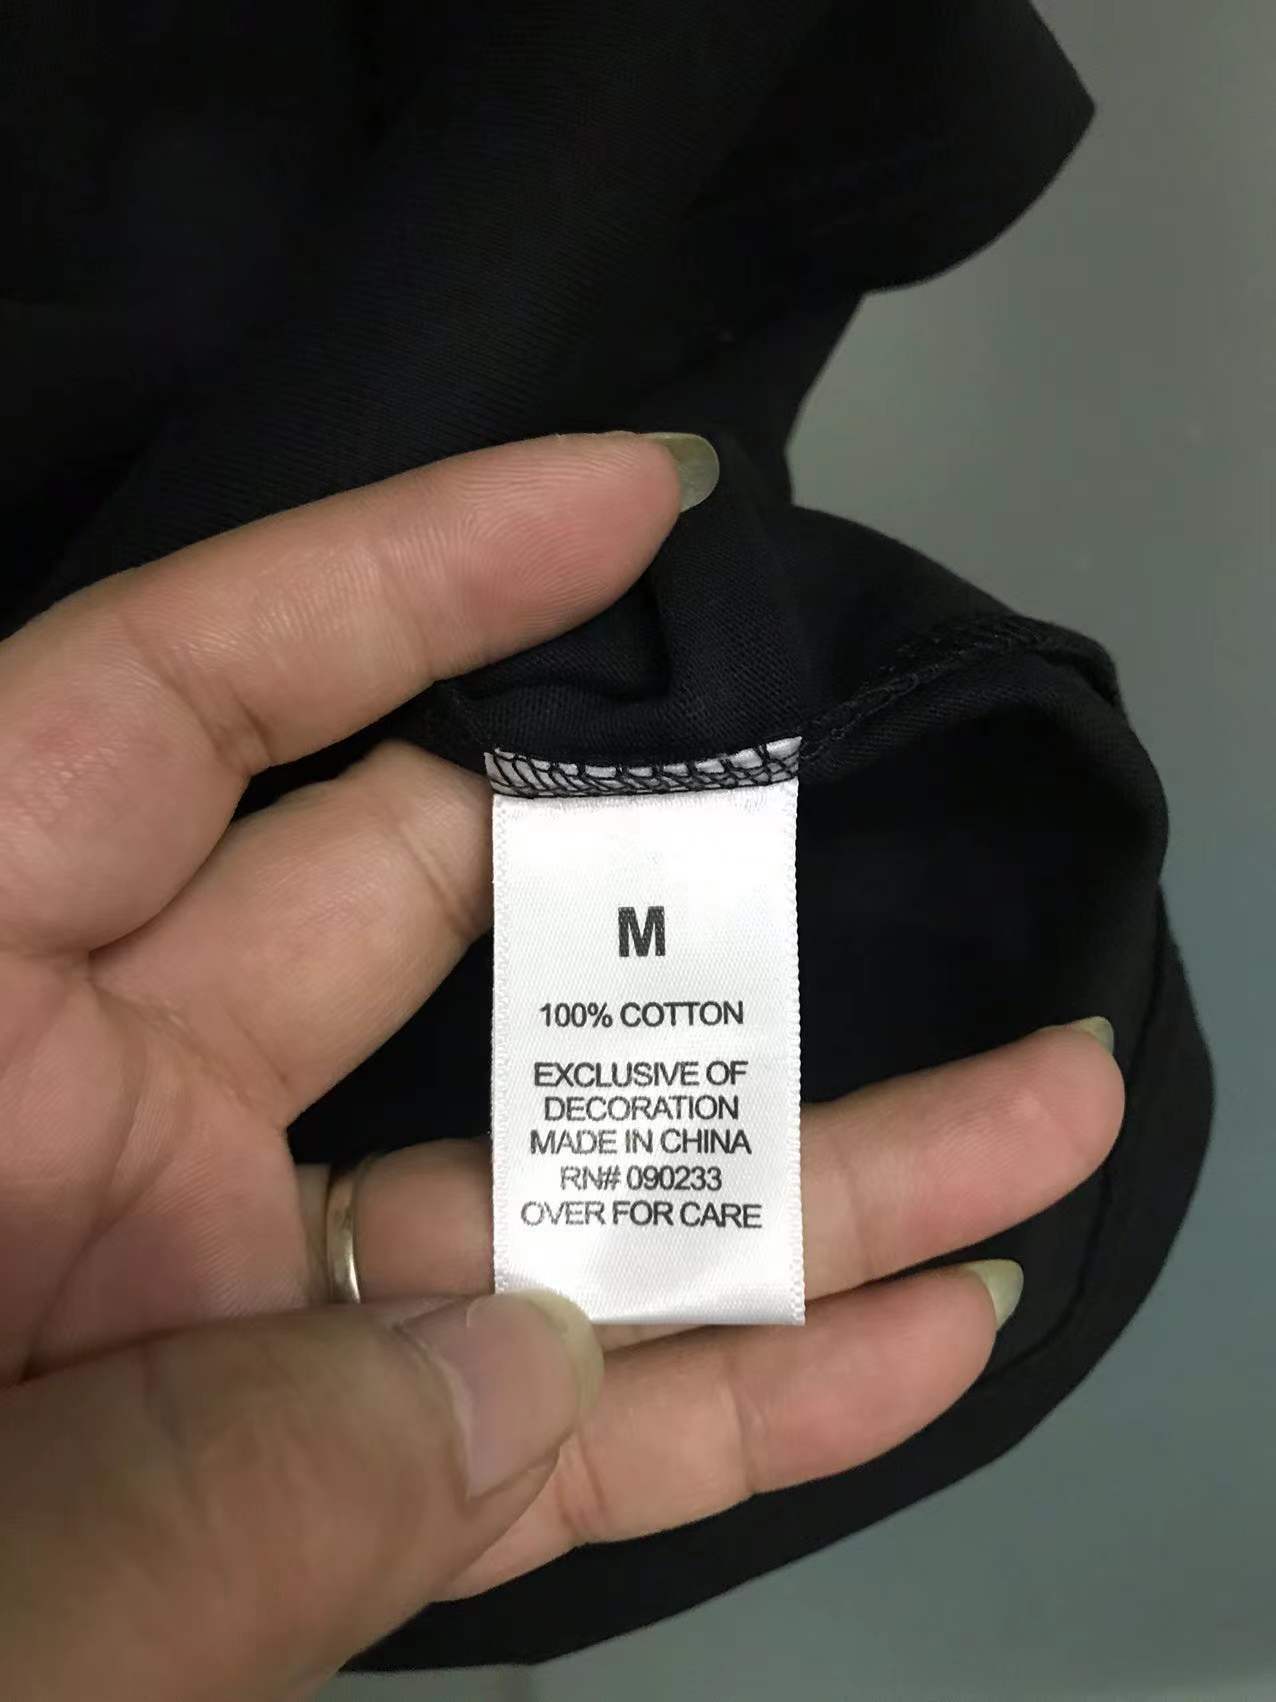 M
100% COTTON
EXCLUSIVE OF
DECORATION
MADE IN CHINA
RN# 090233
OVER FOR CARE